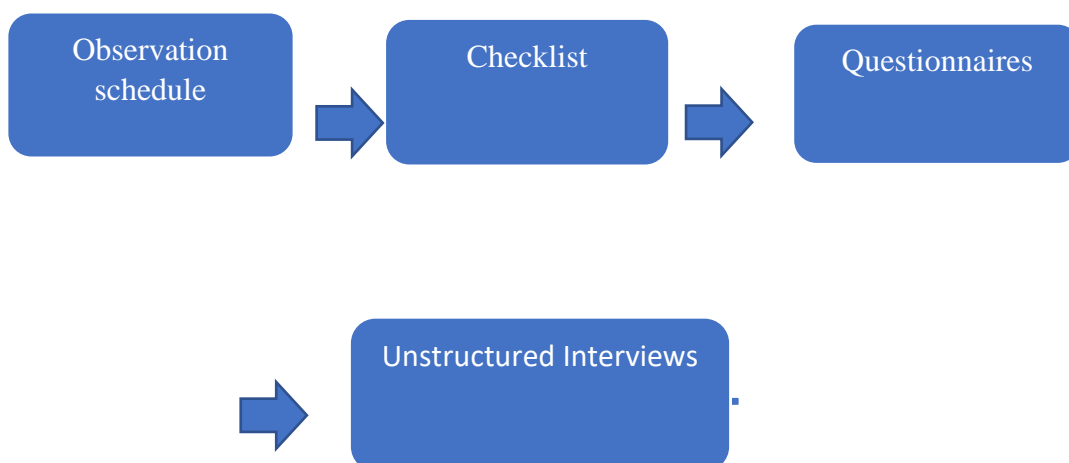 Observation
schedule
Checklist
Questionnaires
Unstructured Interviews